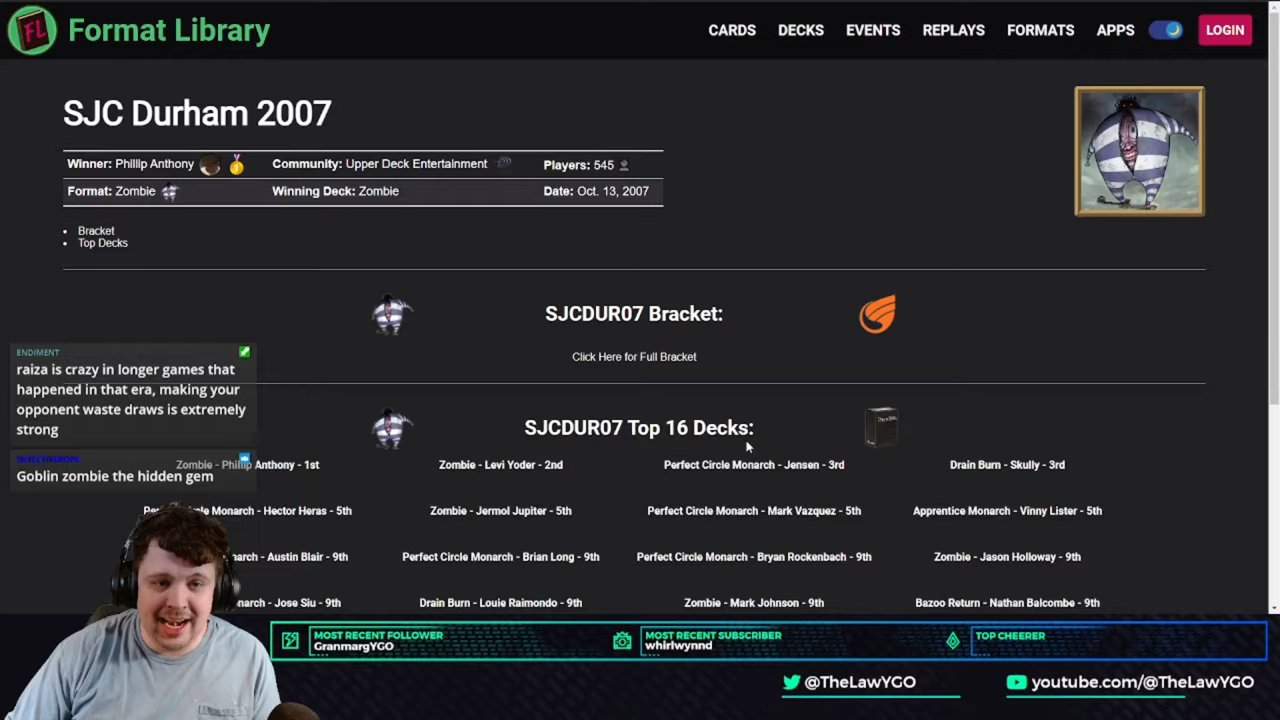 Format Library
CARDS DECKS EVENTS REPLAYS FORMATS APPS LOGIN
SJC Durham 2007
Winner: Phillip Anthony Community: Upper Deck Entertainment Players: 545
Format: Zombie Winning Deck: Zombie Date: Oct. 13, 2007
Bracket
Top Decks
SJCDUR07 Bracket:
Click Here for Full Bracket
ENDIMENT
raiza is crazy in longer games that
happened in that era, making your
opponent waste draws is extremely
strong
SJCDUR07 Top 16 Decks:
Goblin zombie the hidden gem
Zombie - Phillip Anthony - 1st Zombie - Levi Yoder - 2nd Perfect Circle Monarch - Jensen - 3rd Drain Burn - Skully - 3rd
Monarch - Hector Heras - 5th Zombie - Jermol Jupiter - 5th Perfect Circle Monarch - Mark Vazquez - 5th Apprentice Monarch - Vinny Lister - 5th
- Austin Blair - 9th Perfect Circle Monarch - Brian Long - 9th Perfect Circle Monarch - Bryan Rockenbach - 9th Zombie - Jason Holloway - 9th
- Jose Siu - 9th Drain Burn - Louie Raimondo - 9th Zombie - Mark Johnson - 9th Bazoo Return - Nathan Balcombe - 9th
MOST RECENT FOLLOWER
GranmargYGO
MOST RECENT SUBSCRIBER
whirlwynnd
TOP CHEERER
@TheLawYGO
youtube.com/@TheLawYGO